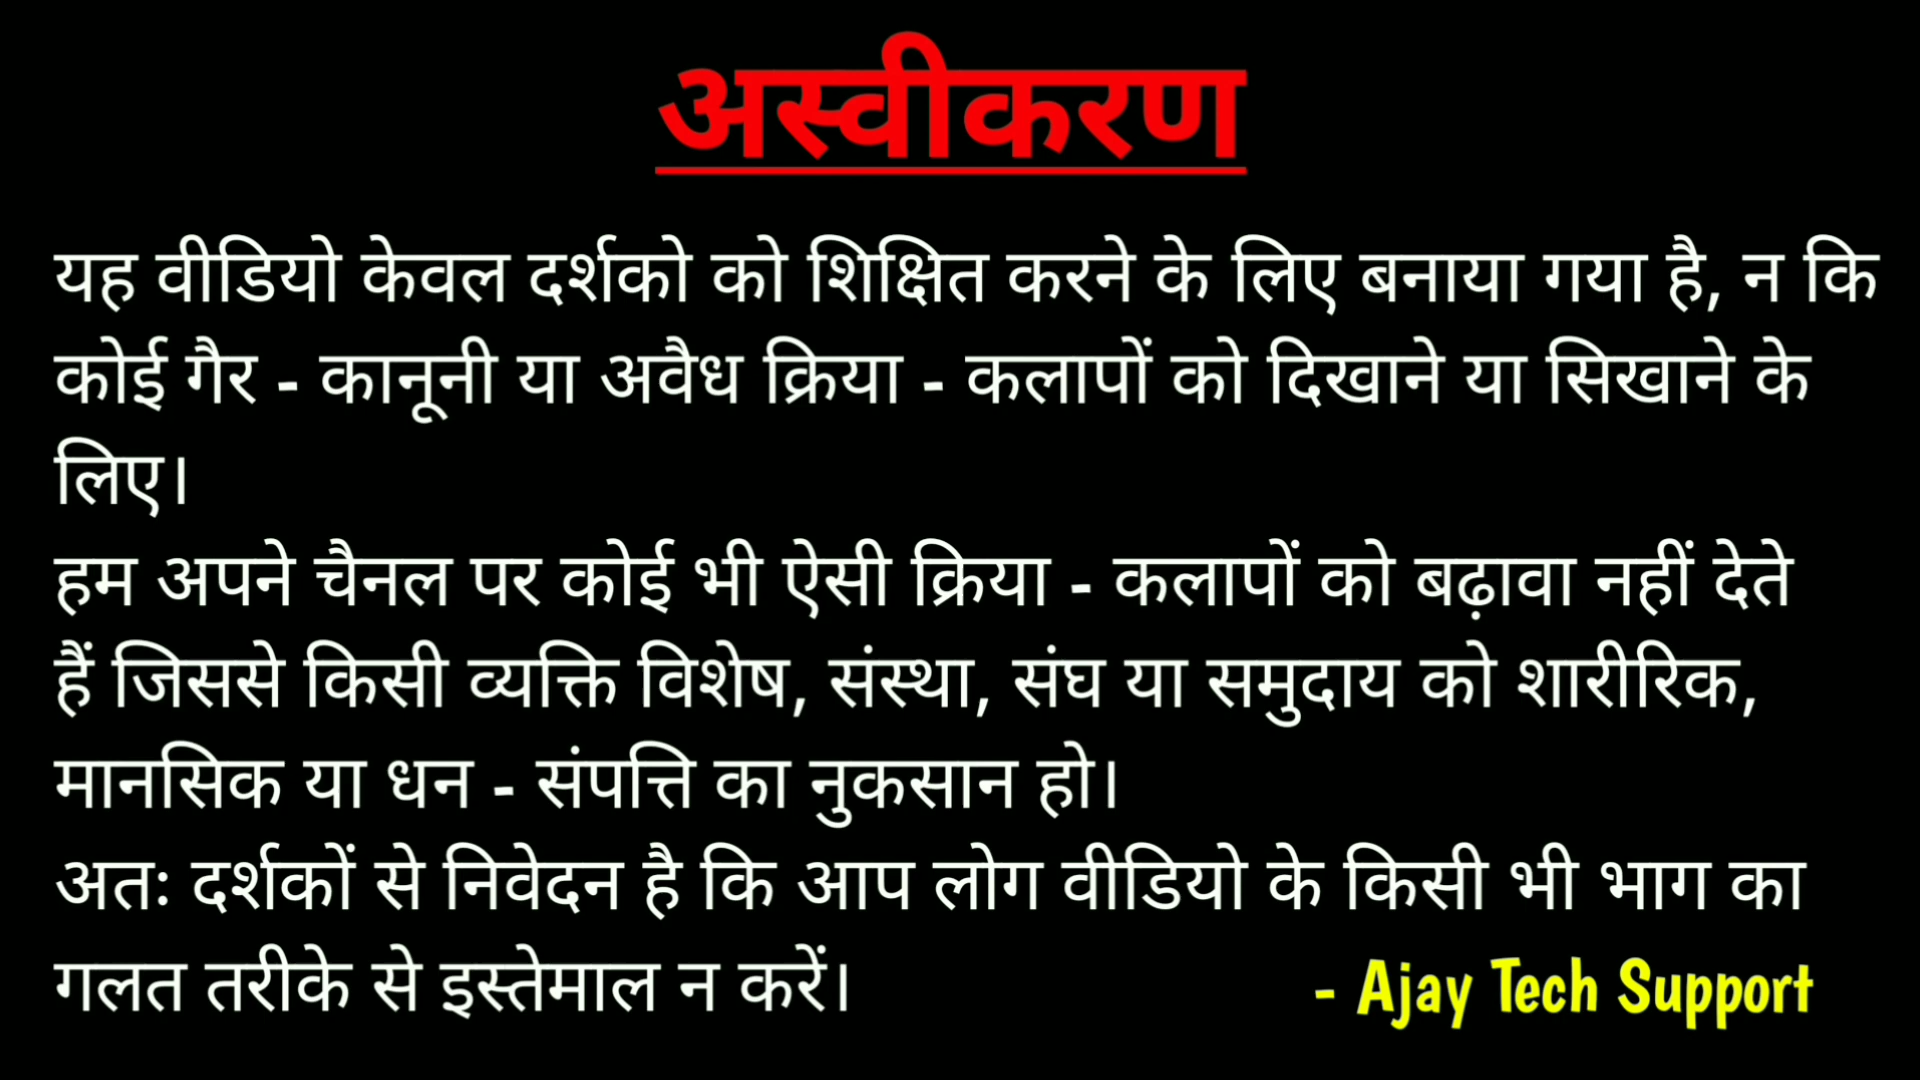 अस्वीकरण
यह वीडियो केवल दर्शको को शिक्षित करने के लिए बनाया गया है, न कि
कोई गैर - कानूनी या अवैध क्रिया - कलापों को दिखाने या सिखाने के
लिए।
हम अपने चैनल पर कोई भी ऐसी क्रिया - कलापों को बढ़ावा नहीं देते
हैं जिससे किसी व्यक्ति विशेष, संस्था, संघ या समुदाय को शारीरिक,
मानसिक या धन - संपत्ति का नुकसान हो।
अतः दर्शकों से निवेदन है कि आप लोग वीडियो के किसी भी भाग का
गलत तरीके से इस्तेमाल न करें। - Ajay Tech Support